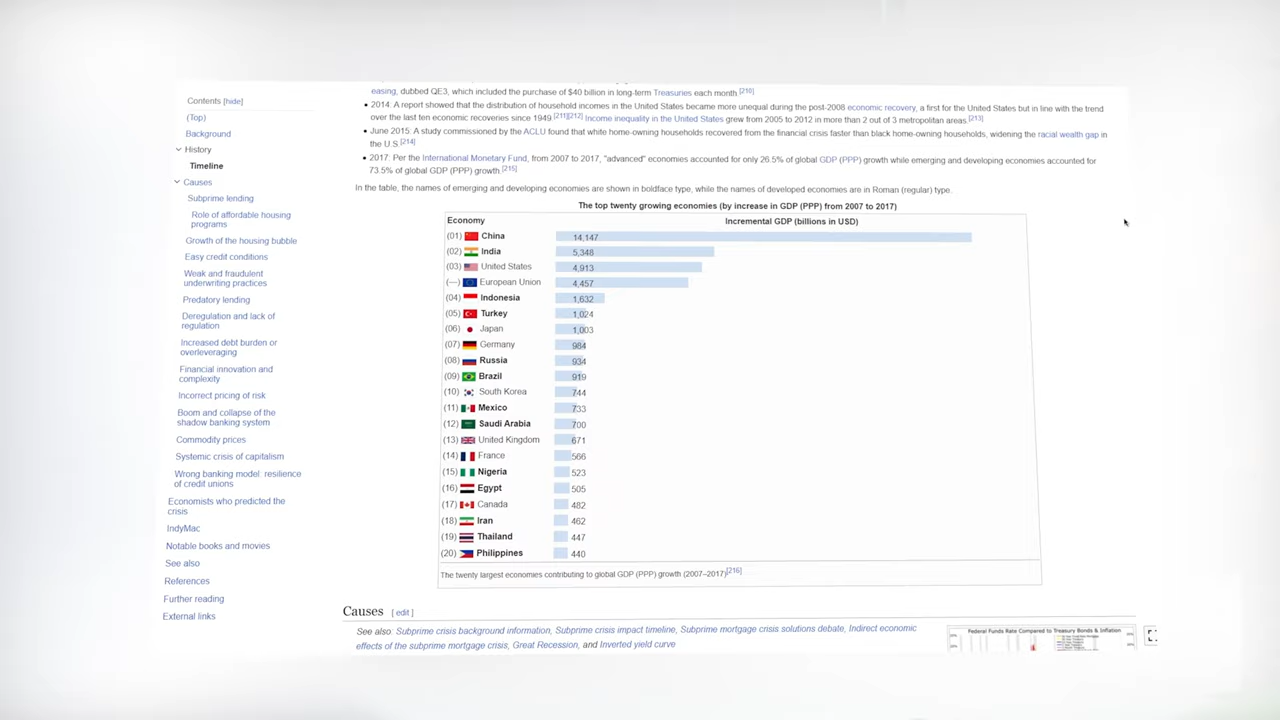 Contents [hide]
(Top)
Background
History
Timeline
Causes
Subprime lending
Role of affordable housing
programs
Growth of the housing bubble
Easy credit conditions
Weak and fraudulent
underwriting practices
Predatory lending
Deregulation and lack of
regulation
Increased debt burden or
overleveraging
Financial innovation and
complexity
Incorrect pricing of risk
Boom and collapse of the
shadow banking system
Commodity prices
Systemic crisis of capitalism
Wrong banking model: resilience
of credit unions
Economists who predicted the
crisis
IndyMac
Notable books and movies
See also
References
Further reading
External links
easing, dubbed QE3, which included the purchase of $40 billion in long-term Treasuries each month.[210]
• 2014: A report showed that the distribution of household incomes in the United States became more unequal during the post-2008 economic recovery, a first for the United States but in line with the trend
over the last ten economic recoveries since 1949.[211][212] Income inequality in the United States grew from 2005 to 2012 in more than 2 out of 3 metropolitan areas.[213]
• June 2015: A study commissioned by the ACLU found that white home-owning households recovered from the financial crisis faster than black home-owning households, widening the racial wealth gap in
the U.S.[214]
• 2017: Per the International Monetary Fund, from 2007 to 2017, "advanced" economies accounted for only 26.5% of global GDP (PPP) growth while emerging and developing economies accounted for
73.5% of global GDP (PPP) growth.[215]
In the table, the names of emerging and developing economies are shown in boldface type, while the names of developed economies are in Roman (regular) type.
The top twenty growing economies (by increase in GDP (PPP) from 2007 to 2017)
Economy Incremental GDP (billions in USD)
(01) China 14,147
(02) India 5,348
(03) United States 4,913
(—) European Union 4,457
(04) Indonesia 1,632
(05) Turkey 1,024
(06) Japan 1,003
(07) Germany 984
(08) Russia 934
(09) Brazil 919
(10) South Korea 744
(11) Mexico 733
(12) Saudi Arabia 700
(13) United Kingdom 671
(14) France 566
(15) Nigeria 523
(16) Egypt 505
(17) Canada 482
(18) Iran 462
(19) Thailand 447
(20) Philippines 440
The twenty largest economies contributing to global GDP (PPP) growth (2007–2017)[216]
Causes [ edit ]
See also: Subprime crisis background information, Subprime crisis impact timeline, Subprime mortgage crisis solutions debate, Indirect economic
effects of the subprime mortgage crisis, Great Recession, and Inverted yield curve
Federal Funds Rate Compared to Treasury Bonds & Inflation